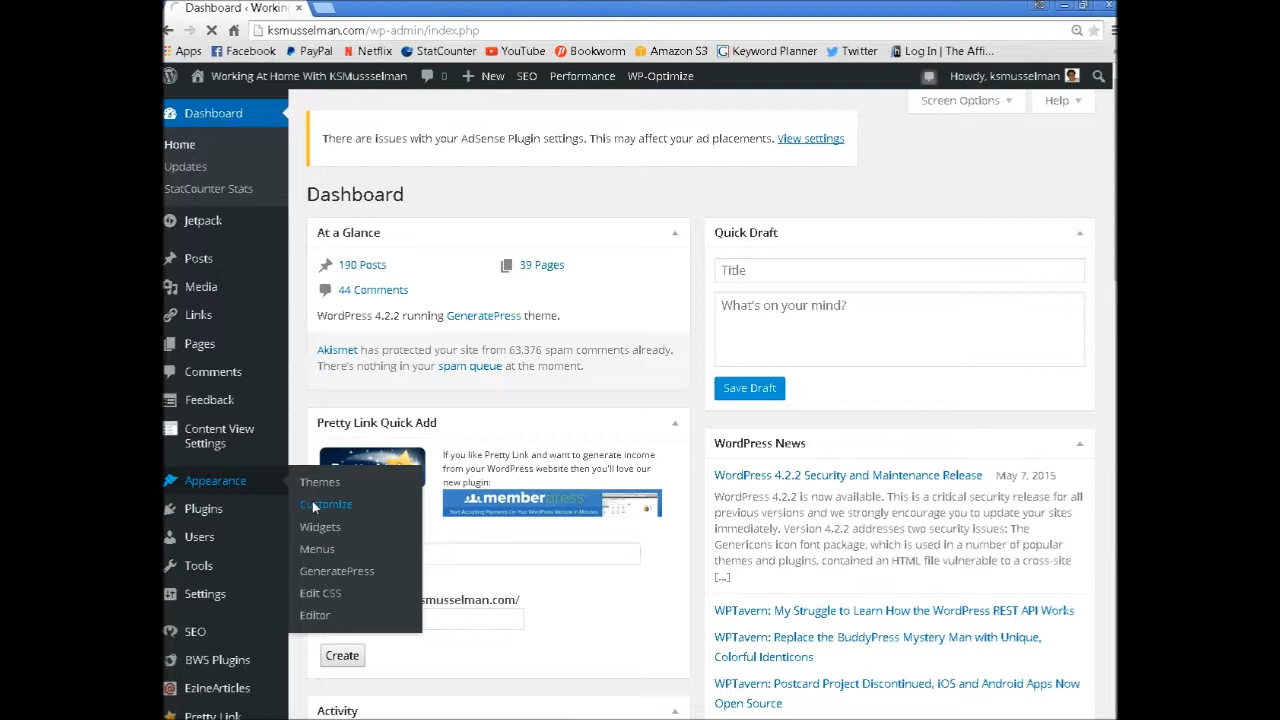 Dashboard ‹ Workin
KS
ksmusselman.com/wp-admin/index.php
Apps Facebook PayPal Netflix StatCounter YouTube Bookworm Amazon S3 Keyword Planner Twitter Log In | The Affi...
Working At Home With KSMussselman 0 New SEO Performance WP-Optimize Howdy, ksmusselman
Screen Options Help
Dashboard
Home
Updates
StatCounter Stats
Jetpack
Posts
Media
Links
Pages
Comments
Feedback
Content View
Settings
Appearance
Plugins
Users
Tools
Settings
SEO
BWS Plugins
EzineArticles
Pretty Link
Themes
Customize
Widgets
Menus
GeneratePress
Edit CSS
Editor
There are issues with your AdSense Plugin settings. This may affect your ad placements. View settings
Dashboard
At a Glance
190 Posts 39 Pages
44 Comments
WordPress 4.2.2 running GeneratePress theme.
Akismet has protected your site from 63,376 spam comments already.
There's nothing in your spam queue at the moment.
Pretty Link Quick Add
If you like Pretty Link and want to generate income
from your WordPress website then you'll love our
new plugin:
memberpress
Start Accepting Payments On Your WordPress Website in Minutes
smusselman.com/
Create
Activity
Quick Draft
Title
What's on your mind?
Save Draft
WordPress News
WordPress 4.2.2 Security and Maintenance Release May 7, 2015
WordPress 4.2.2 is now available. This is a critical security release for all
previous versions and we strongly encourage you to update your sites
immediately. Version 4.2.2 addresses two security issues: The
Genericons icon font package, which is used in a number of popular
themes and plugins, contained an HTML file vulnerable to a cross-site
[...]
WPTavern: My Struggle to Learn How the WordPress REST API Works
WPTavern: Replace the BuddyPress Mystery Man with Unique,
Colorful Identicons
WPTavern: Postcard Project Discontinued, iOS and Android Apps Now
Open Source